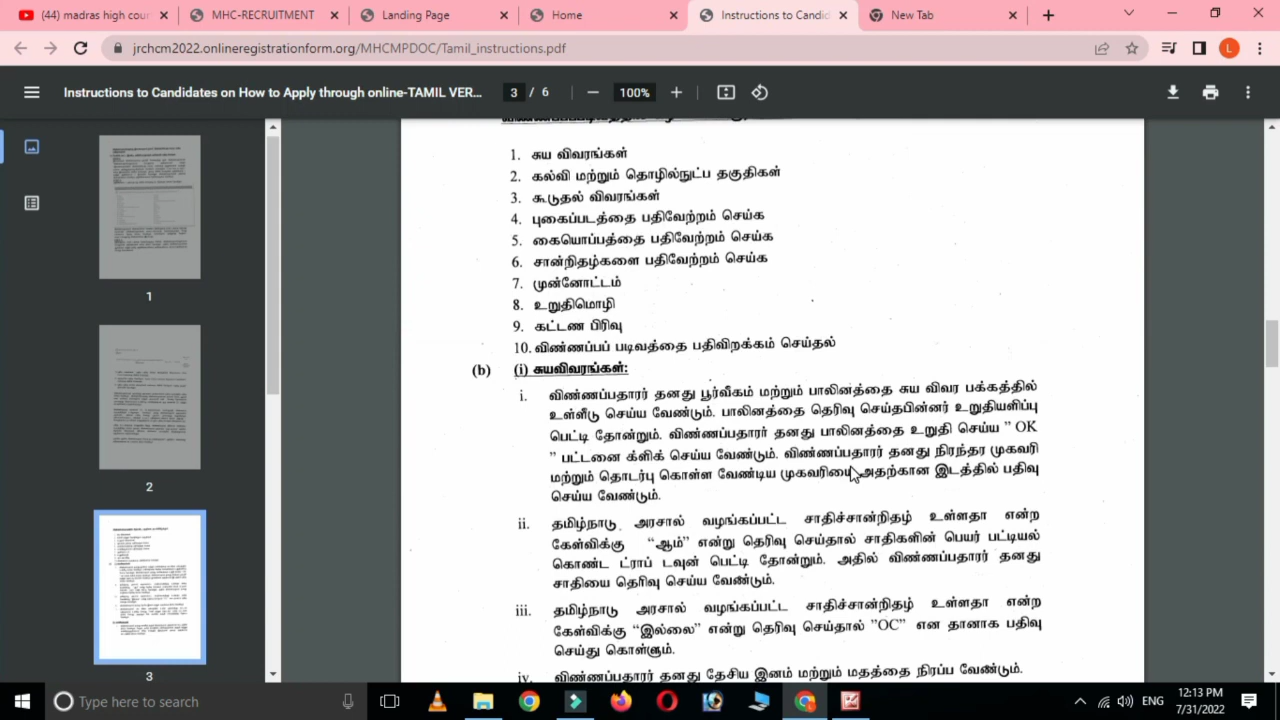 (44) madras high cour
MHC-RECRUITMENT
Landing Page
Home
Instructions to Candid
New Tab
jrchcm2022.onlineregistrationform.org/MHCMPDOC/Tamil_instructions.pdf
L
Instructions to Candidates on How to Apply through online-TAMIL VER...
3 / 6
100%
1. சுய விவரங்கள்
2. கல்வி மற்றும் தொழில்நுட்ப தகுதிகள்
3. கூடுதல் விவரங்கள்
4. புகைப்படத்தை பதிவேற்றம் செய்க
5. கையொப்பத்தை பதிவேற்றம் செய்க
6. சான்றிதழ்களை பதிவேற்றம் செய்க
7. முன்னோட்டம்
8. உறுதிமொழி
9. கட்டண பிரிவு
10. விண்ணப்பப் படிவத்தை பதிவிறக்கம் செய்தல்
(b) (i) சுயவிவரங்கள்:
i. விண்ணப்பதாரர் தனது பூர்வீகம் மற்றும் பாலினத்தை சுய விவர பக்கத்தில்
உள்ளீடு செய்ய வேண்டும். பாலினத்தை தெரிவு செய்தபின்னர் உறுதியளிப்பு
பெட்டி தோன்றும். விண்ணப்பதாரர் தனது பாலினத்தை உறுதி செய்ய " OK
" பட்டனை க்ளிக் செய்ய வேண்டும். விண்ணப்பதாரர் தனது நிரந்தர முகவரி
மற்றும் தொடர்பு கொள்ள வேண்டிய முகவரியை அதற்கான இடத்தில் பதிவு
செய்ய வேண்டும்.
ii. தமிழ்நாடு அரசால் வழங்கப்பட்ட சாதிச்சான்றிதழ் உள்ளதா என்ற
கேள்விக்கு "ஆம்" என்று தெரிவு செய்தால் சாதிகளின் பெயர் பட்டியல்
கொண்ட ட்ராப் டவுன் பெட்டி தோன்றும். அதில் விண்ணப்பதாரர் தனது
சாதியை தெரிவு செய்ய வேண்டும்.
iii. தமிழ்நாடு அரசால் வழங்கப்பட்ட சாதிச்சான்றிதழ் உள்ளதா என்ற
கேள்விக்கு "இல்லை" என்று தெரிவு செய்தால் "OC" என தானாக பதிவு
செய்து கொள்ளும்.
iv. விண்ணப்பதாரர் தனது தேசிய இனம் மற்றும் மதத்தை நிரப்ப வேண்டும்.
1
2
3
Type here to search
ENG
12:13 PM
7/31/2022